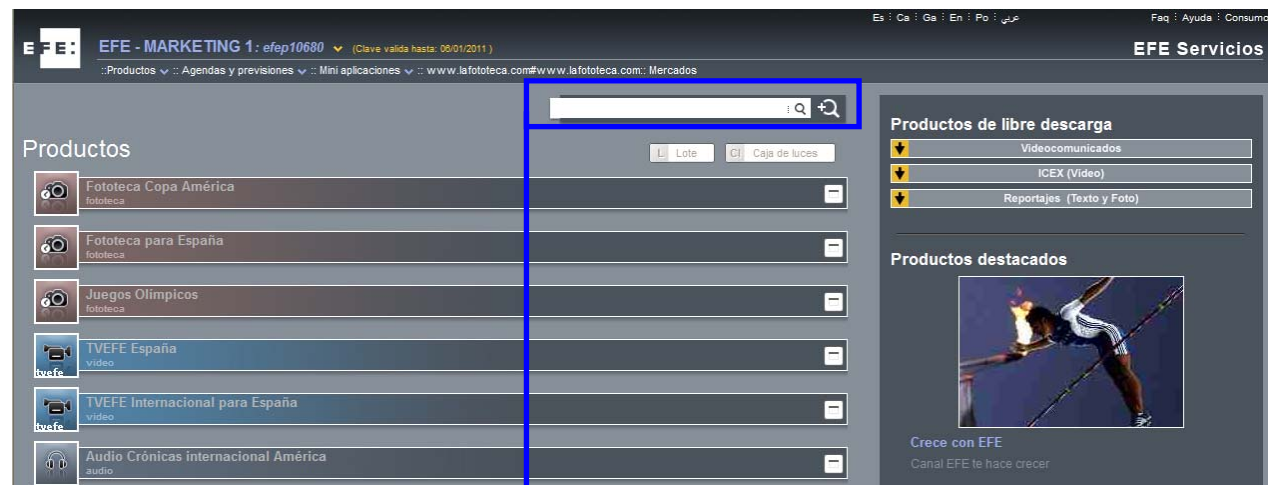 Es : Ca : Ga : En : Po : عربي
Faq : Ayuda : Consumo
EFE:
EFE - MARKETING 1: efep10680 (Clave valida hasta: 06/01/2011 )
EFE Servicios
::Productos :: Agendas y previsiones :: Mini aplicaciones :: www.lafototeca.com#www.lafototeca.com:: Mercados
Productos
L Lote
Cl Caja de luces
Fototeca Copa América
fototeca
Fototeca para España
fototeca
Juegos Olímpicos
fototeca
TVEFE España
video
tvefe
TVEFE Internacional para España
video
tvefe
Audio Crónicas internacional América
audio
Productos de libre descarga
Videocomunicados
ICEX (Video)
Reportajes (Texto y Foto)
Productos destacados
Crece con EFE
Canal EFE te hace crecer